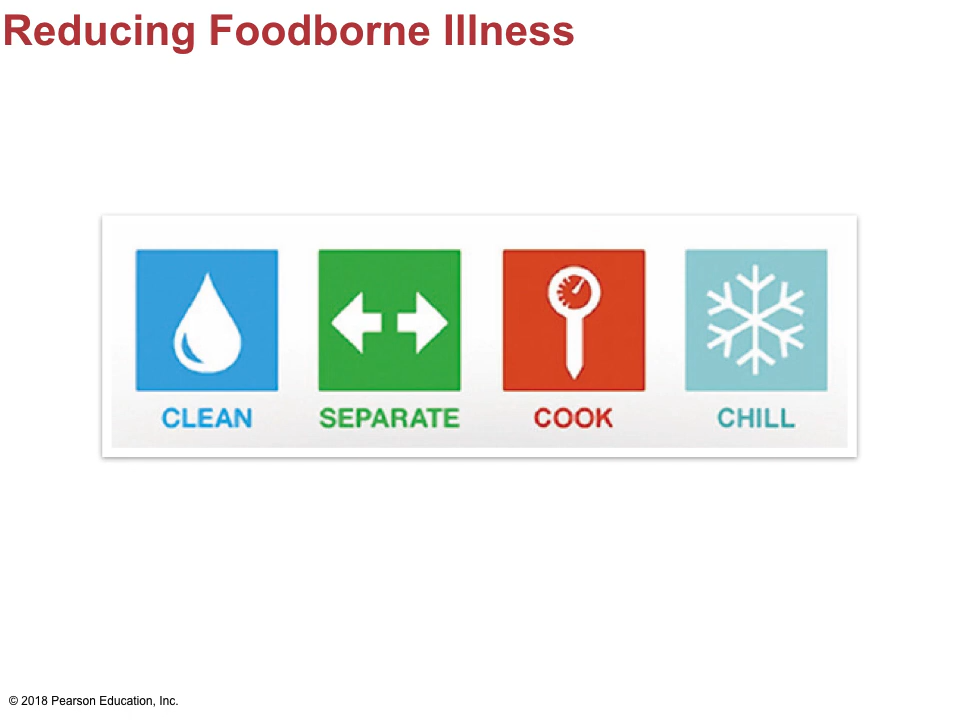 Reducing Foodborne Illness
CLEAN SEPARATE COOK CHILL
© 2018 Pearson Education, Inc.